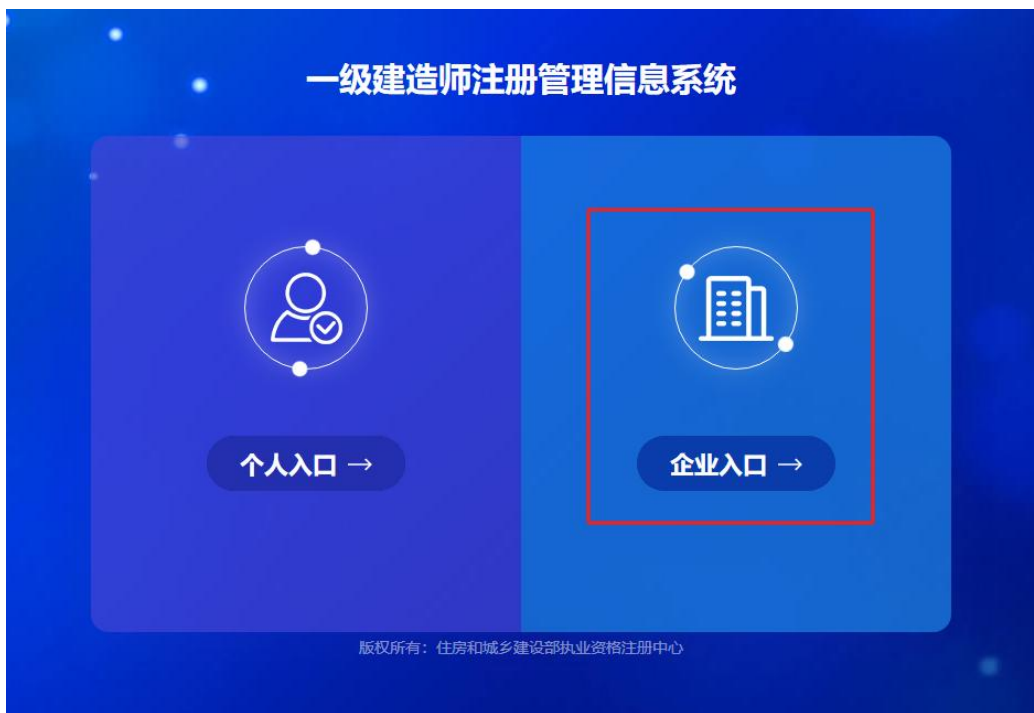 一级建造师注册管理信息系统
个人入口 →
企业入口 →
版权所有：住房和城乡建设部执业资格注册中心